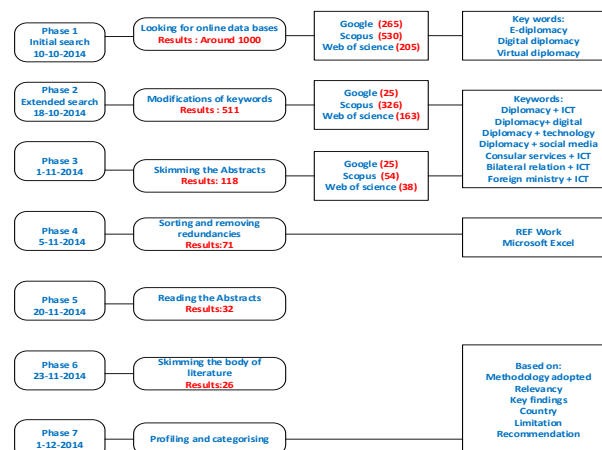 Phase 1
Initial search
10-10-2014
Looking for online data bases
Results : Around 1000
Google (265)
Scopus (530)
Web of science (205)
Key words:
E-diplomacy
Digital diplomacy
Virtual diplomacy
Phase 2
Extended search
18-10-2014
Modifications of keywords
Results : 511
Google (25)
Scopus (326)
Web of science (163)
Keywords:
Diplomacy + ICT
Diplomacy+ digital
Diplomacy + technology
Diplomacy + social media
Consular services + ICT
Bilateral relation + ICT
Foreign ministry + ICT
Phase 3
1-11-2014
Skimming the Abstracts
Results: 118
Google (25)
Scopus (54)
Web of science (38)
Phase 4
5-11-2014
Sorting and removing
redundancies
Results:71
REF Work
Microsoft Excel
Phase 5
20-11-2014
Reading the Abstracts
Results:32
Phase 6
23-11-2014
Skimming the body of
literature
Results:26
Based on:
Methodology adopted
Relevancy
Key findings
Country
Limitation
Recommendation
Phase 7
1-12-2014
Profiling and categorising